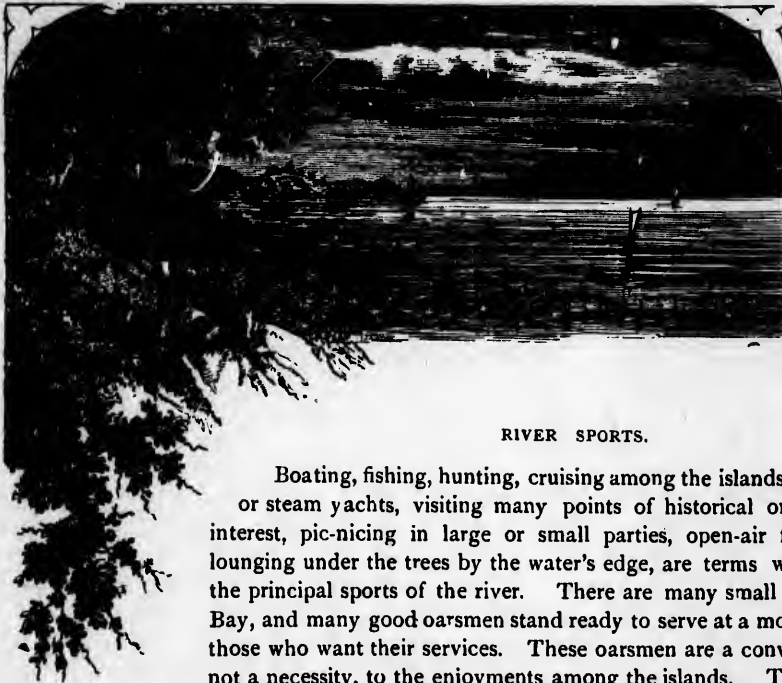 RIVER SPORTS.
Boating, fishing, hunting, cruising among the islands
or steam yachts, visiting many points of historical or
interest, pic-nicing in large or small parties, open-air
lounging under the trees by the water's edge, are terms
the principal sports of the river. There are many small
Bay, and many good oarsmen stand ready to serve at a
those who want their services. These oarsmen are a
not a necessity, to the enjoyments among the islands.